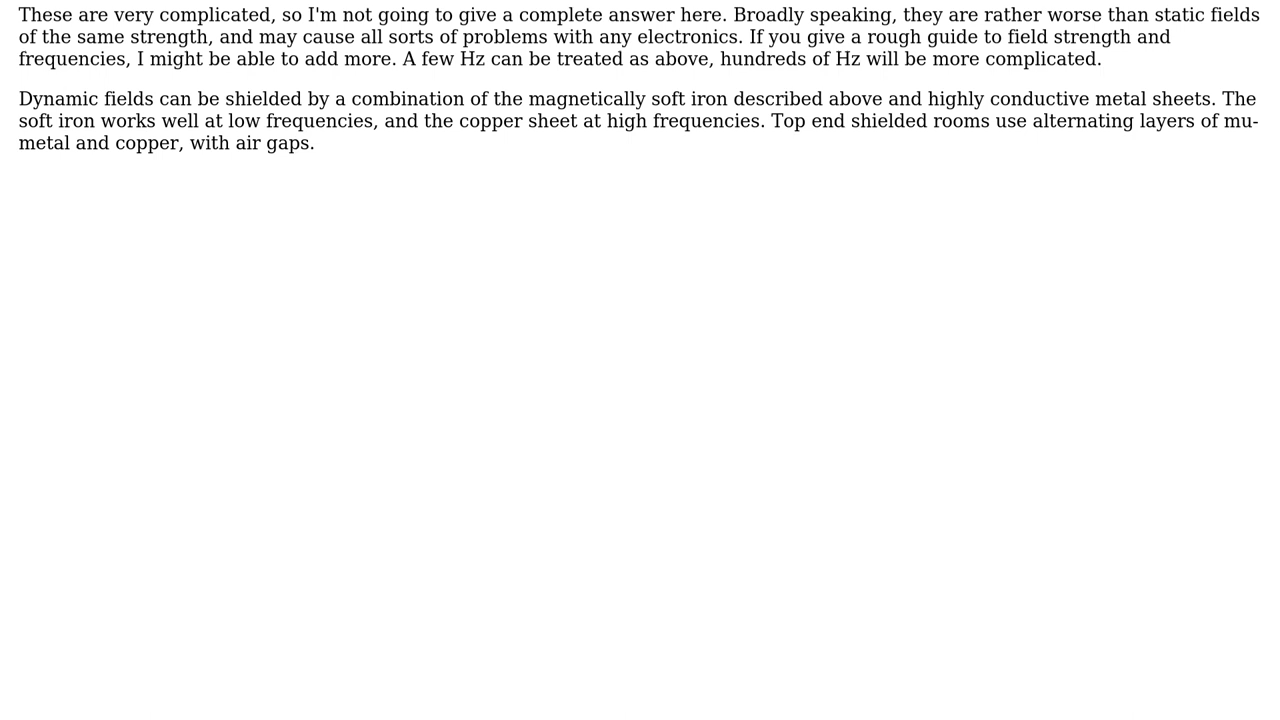 These are very complicated, so I'm not going to give a complete answer here. Broadly speaking, they are rather worse than static fields
of the same strength, and may cause all sorts of problems with any electronics. If you give a rough guide to field strength and
frequencies, I might be able to add more. A few Hz can be treated as above, hundreds of Hz will be more complicated.
Dynamic fields can be shielded by a combination of the magnetically soft iron described above and highly conductive metal sheets. The
soft iron works well at low frequencies, and the copper sheet at high frequencies. Top end shielded rooms use alternating layers of mu-
metal and copper, with air gaps.